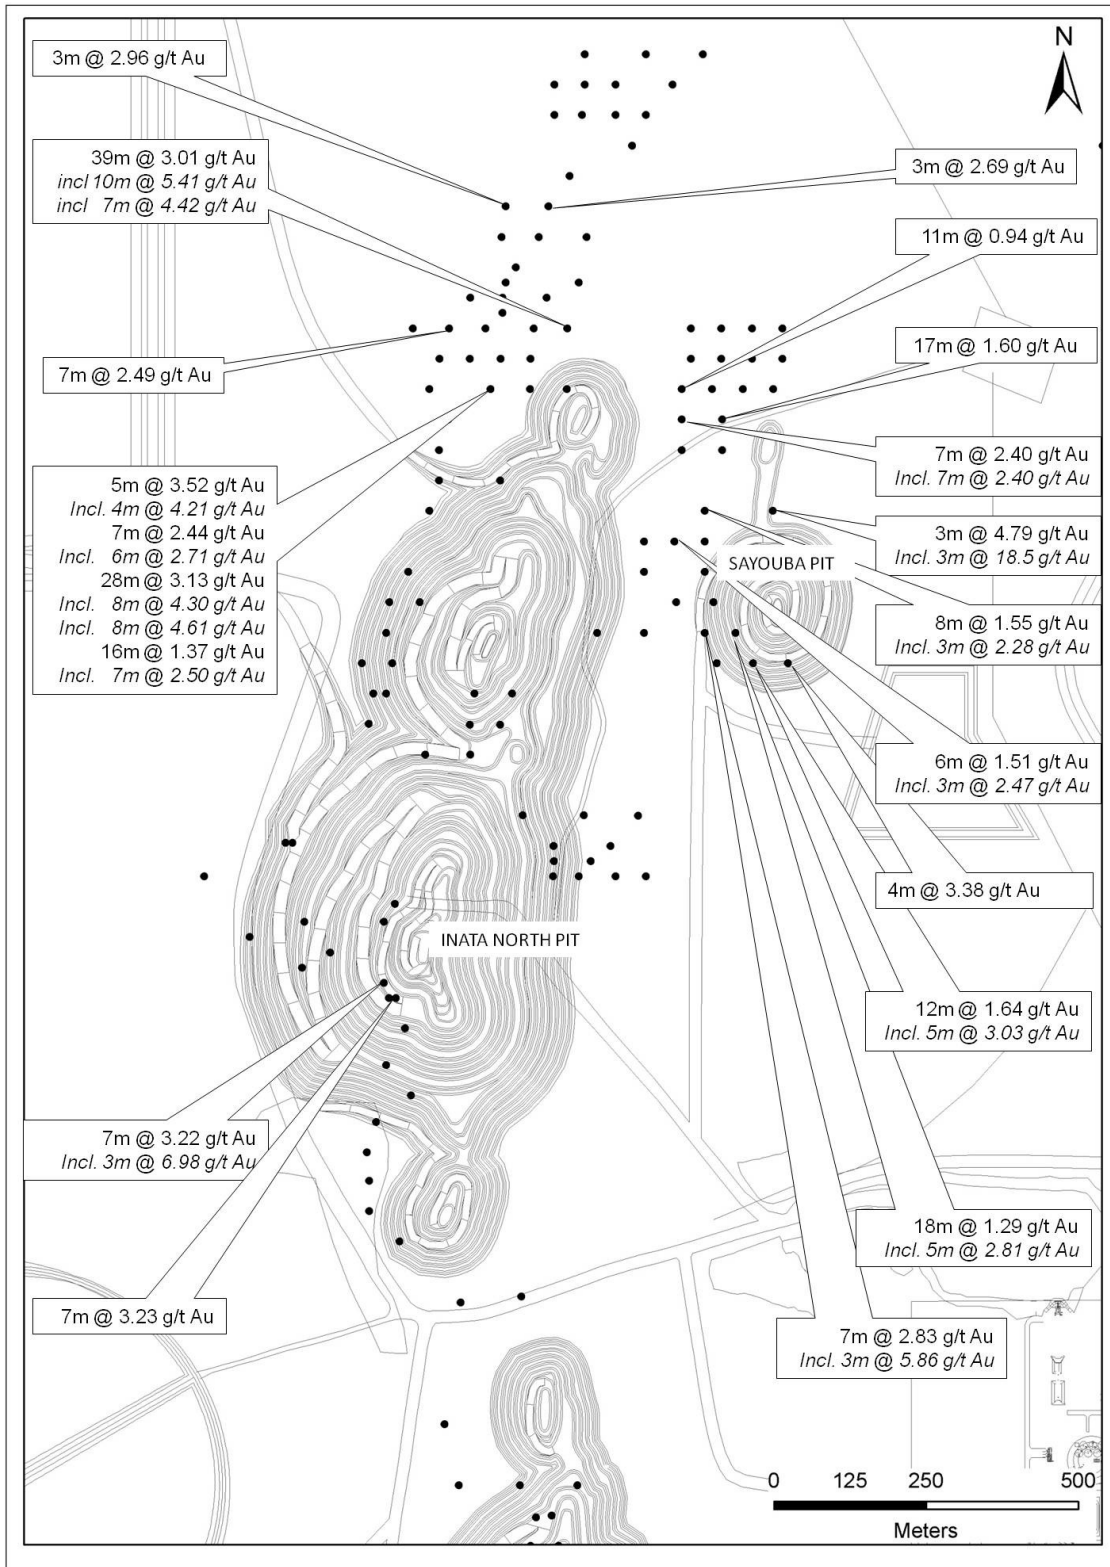 3m @ 2.96 g/t Au
N
39m @ 3.01 g/t Au
incl 10m @ 5.41 g/t Au
incl 7m @ 4.42 g/t Au
3m @ 2.69 g/t Au
11m @ 0.94 g/t Au
17m @ 1.60 g/t Au
7m @ 2.49 g/t Au
7m @ 2.40 g/t Au
Incl. 7m @ 2.40 g/t Au
5m @ 3.52 g/t Au
Incl. 4m @ 4.21 g/t Au
7m @ 2.44 g/t Au
Incl. 6m @ 2.71 g/t Au
28m @ 3.13 g/t Au
Incl. 8m @ 4.30 g/t Au
Incl. 8m @ 4.61 g/t Au
16m @ 1.37 g/t Au
Incl. 7m @ 2.50 g/t Au
3m @ 4.79 g/t Au
Incl. 3m @ 18.5 g/t Au
SAYOUBA PIT
8m @ 1.55 g/t Au
Incl. 3m @ 2.28 g/t Au
6m @ 1.51 g/t Au
Incl. 3m @ 2.47 g/t Au
4m @ 3.38 g/t Au
INATA NORTH PIT
12m @ 1.64 g/t Au
Incl. 5m @ 3.03 g/t Au
7m @ 3.22 g/t Au
Incl. 3m @ 6.98 g/t Au
18m @ 1.29 g/t Au
Incl. 5m @ 2.81 g/t Au
7m @ 3.23 g/t Au
7m @ 2.83 g/t Au
Incl. 3m @ 5.86 g/t Au
0 125 250 500
Meters